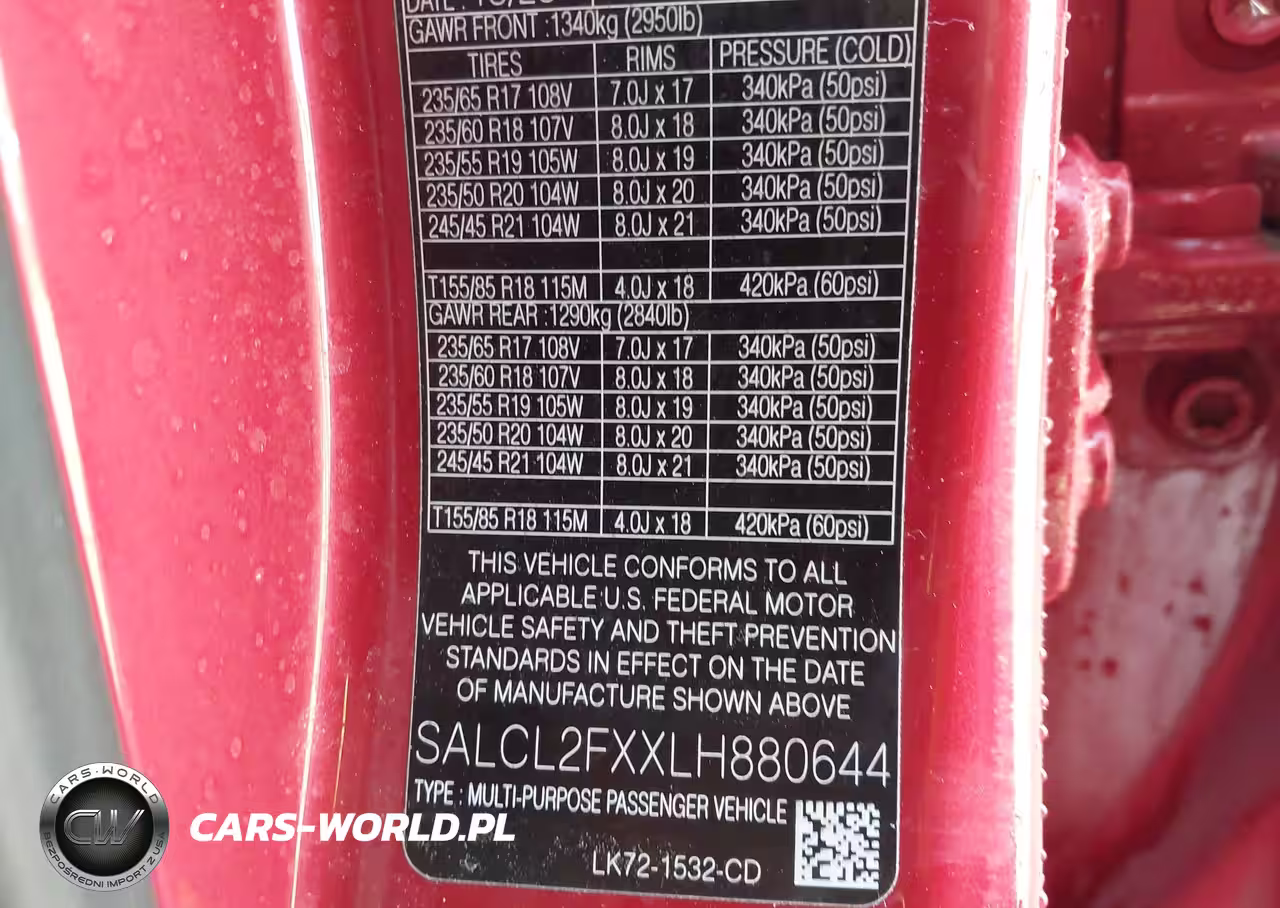 DATE :
GAWR FRONT :1340kg (2950lb)
TIRES RIMS PRESSURE (COLD)
235/65 R17 108V 7.0J x 17 340kPa (50psi)
235/60 R18 107V 8.0J x 18 340kPa (50psi)
235/55 R19 105W 8.0J x 19 340kPa (50psi)
235/50 R20 104W 8.0J x 20 340kPa (50psi)
245/45 R21 104W 8.0J x 21 340kPa (50psi)
T155/85 R18 115M 4.0J x 18 420kPa (60psi)
GAWR REAR :1290kg (2840lb)
235/65 R17 108V 7.0J x 17 340kPa (50psi)
235/60 R18 107V 8.0J x 18 340kPa (50psi)
235/55 R19 105W 8.0J x 19 340kPa (50psi)
235/50 R20 104W 8.0J x 20 340kPa (50psi)
245/45 R21 104W 8.0J x 21 340kPa (50psi)
T155/85 R18 115M 4.0J x 18 420kPa (60psi)
THIS VEHICLE CONFORMS TO ALL
APPLICABLE U.S. FEDERAL MOTOR
VEHICLE SAFETY AND THEFT PREVENTION
STANDARDS IN EFFECT ON THE DATE
OF MANUFACTURE SHOWN ABOVE
SALCL2FXXLH880644
TYPE : MULTI-PURPOSE PASSENGER VEHICLE
LK72-1532-CD
CARS-WORLD
CW
BEZPOŚREDNI IMPORT Z USA
CARS-WORLD.PL